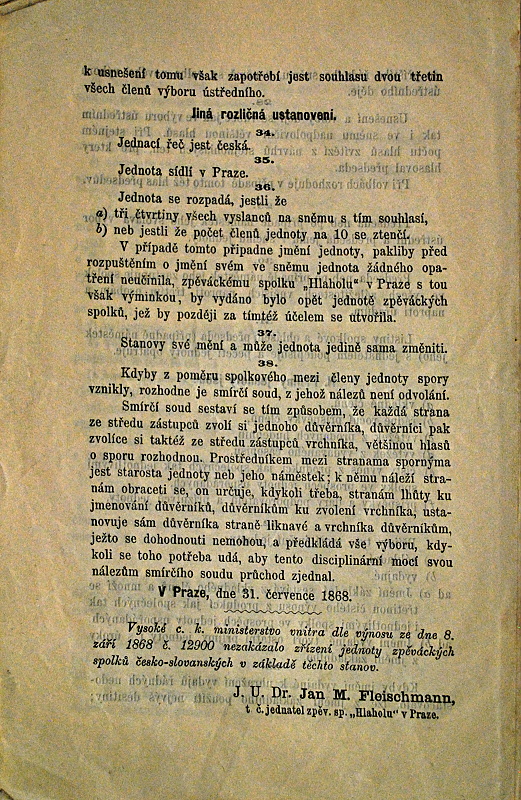 k usnešení tomu však zapotřebí jest souhlasu dvou třetin
všech členů výboru ústředního.
Jiná rozličná ustanovení.
34.
Jednací řeč jest česká.
35.
Jednota sídlí v Praze.
36.
Jednota se rozpadá, jestli že
a) tři čtvrtiny všech vyslanců na sněmu s tím souhlasí,
b) neb jestli že počet členů jednoty na 10 se ztenčí.
V případě tomto připadne jmění jednoty, pakliby před
rozpuštěním o jmění svém ve sněmu jednota žádného opa-
tření neučinila, zpěváckému spolku „Hlaholu“ v Praze s tou
však výminkou, by vydáno bylo opět jednotě zpěváckých
spolků, jež by později za tímtéž účelem se utvořila.
37.
Stanovy své mění a může jednota jedině sama změniti.
38.
Kdyby z poměru spolkového mezi členy jednoty spory
vznikly, rozhodne je smírčí soud, z jehož nálezů není odvolání.
Smírčí soud sestaví se tím způsobem, že každá strana
ze středu zástupců zvolí si jednoho důvěrníka, důvěrníci pak
zvolíce si taktéž ze středu zástupců vrchníka, většinou hlasů
o sporu rozhodnou. Prostředníkem mezi stranama spornýma
jest starosta jednoty neb jeho náměstek; k němu náleží stra-
nám obraceti se, on určuje, kdykoli třeba, stranám lhůty ku
jmenování důvěrníků, důvěrníkům ku zvolení vrchníka, usta-
novuje sám důvěrníka straně liknavé a vrchníka důvěrníkům,
ježto se dohodnouti nemohou, a předkládá vše výboru, kdy-
koli se toho potřeba udá, aby tento disciplinární mocí svou
nálezům smírčího soudu průchod zjednal.
V Praze, dne 31. července 1868.
Vysoké c. k. ministerstvo vnitra dle výnosu ze dne 8.
září 1868 č. 12900 nezakázalo zřízení jednoty zpěváckých
spolků česko-slovanských v základě těchto stanov.
J. U. Dr. Jan M. Fleischmann,
t. č. jednatel zpěv. sp. „Hlaholu“ v Praze.